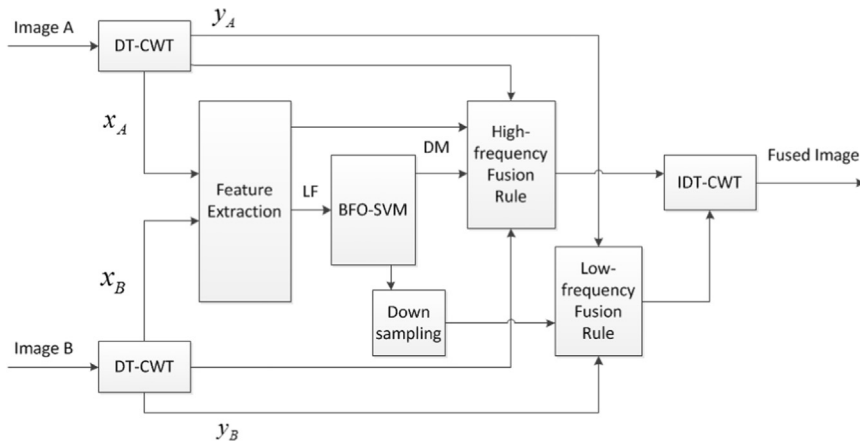 Image A
DT-CWT
y_A
x_A
Feature
Extraction
LF
BFO-SVM
DM
High-
frequency
Fusion
Rule
IDT-CWT
Fused Image
x_B
Down
sampling
Low-
frequency
Fusion
Rule
Image B
DT-CWT
y_B